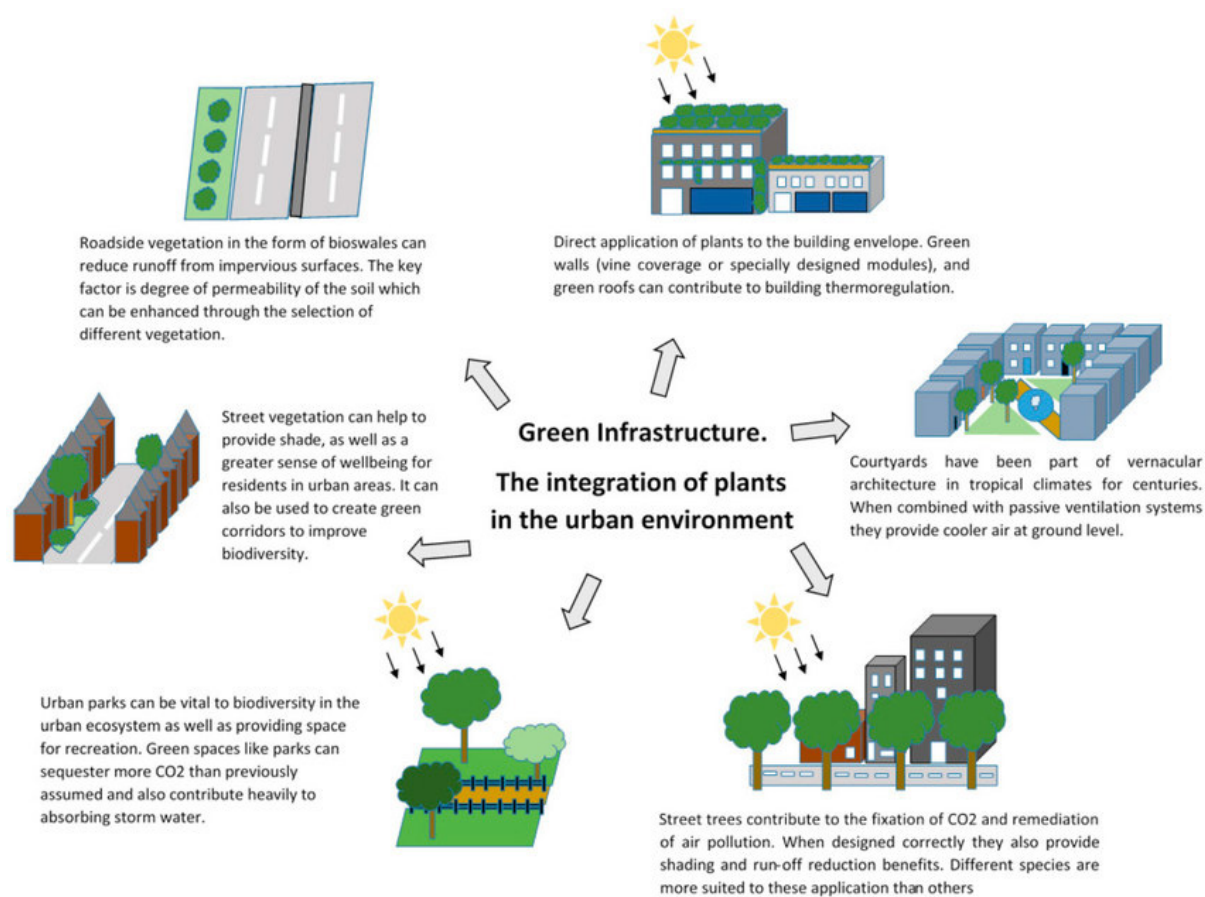 Roadside vegetation in the form of bioswales can
reduce runoff from impervious surfaces. The key
factor is degree of permeability of the soil which
can be enhanced through the selection of
different vegetation.
Direct application of plants to the building envelope. Green
walls (vine coverage or specially designed modules), and
green roofs can contribute to building thermoregulation.
Street vegetation can help to
provide shade, as well as a
greater sense of wellbeing for
residents in urban areas. It can
also be used to create green
corridors to improve
biodiversity.
Green Infrastructure.
The integration of plants
in the urban environment
Courtyards have been part of vernacular
architecture in tropical climates for centuries.
When combined with passive ventilation systems
they provide cooler air at ground level.
Urban parks can be vital to biodiversity in the
urban ecosystem as well as providing space
for recreation. Green spaces like parks can
sequester more CO2 than previously
assumed and also contribute heavily to
absorbing storm water.
Street trees contribute to the fixation of CO2 and remediation
of air pollution. When designed correctly they also provide
shading and run-off reduction benefits. Different species are
more suited to these application than others